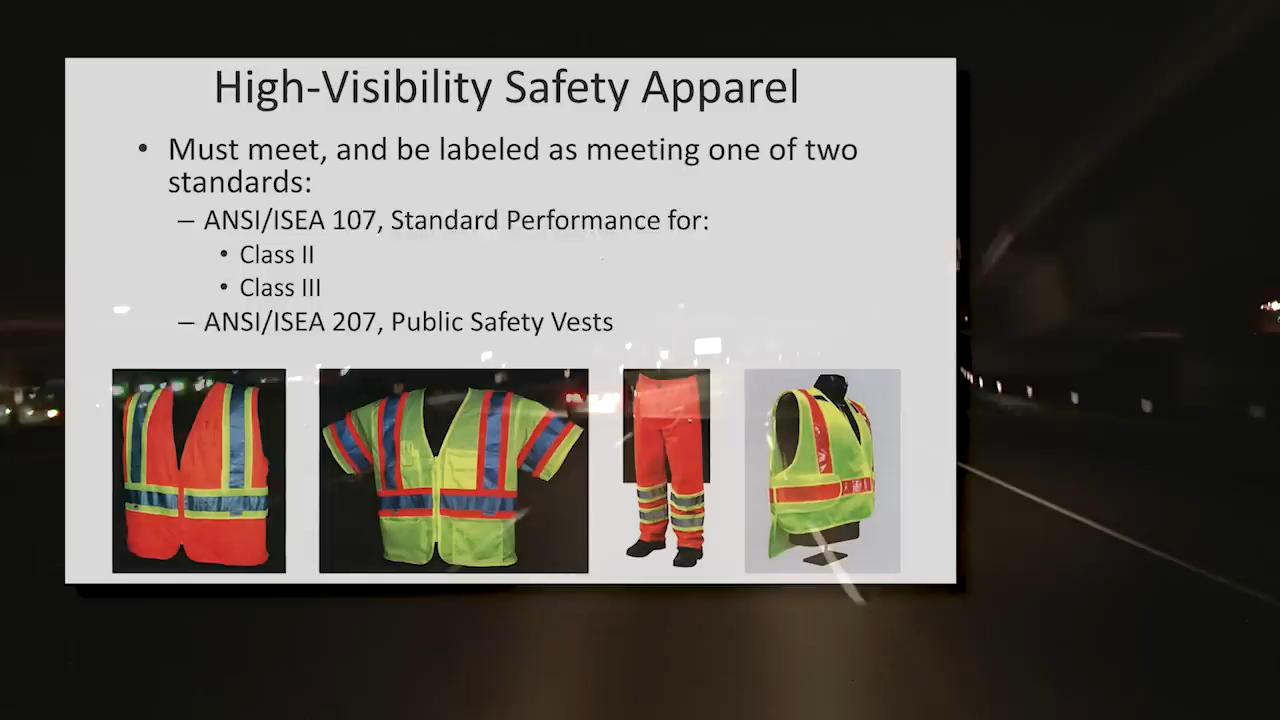 High-Visibility Safety Apparel
• Must meet, and be labeled as meeting one of two
standards:
– ANSI/ISEA 107, Standard Performance for:
• Class II
• Class III
– ANSI/ISEA 207, Public Safety Vests